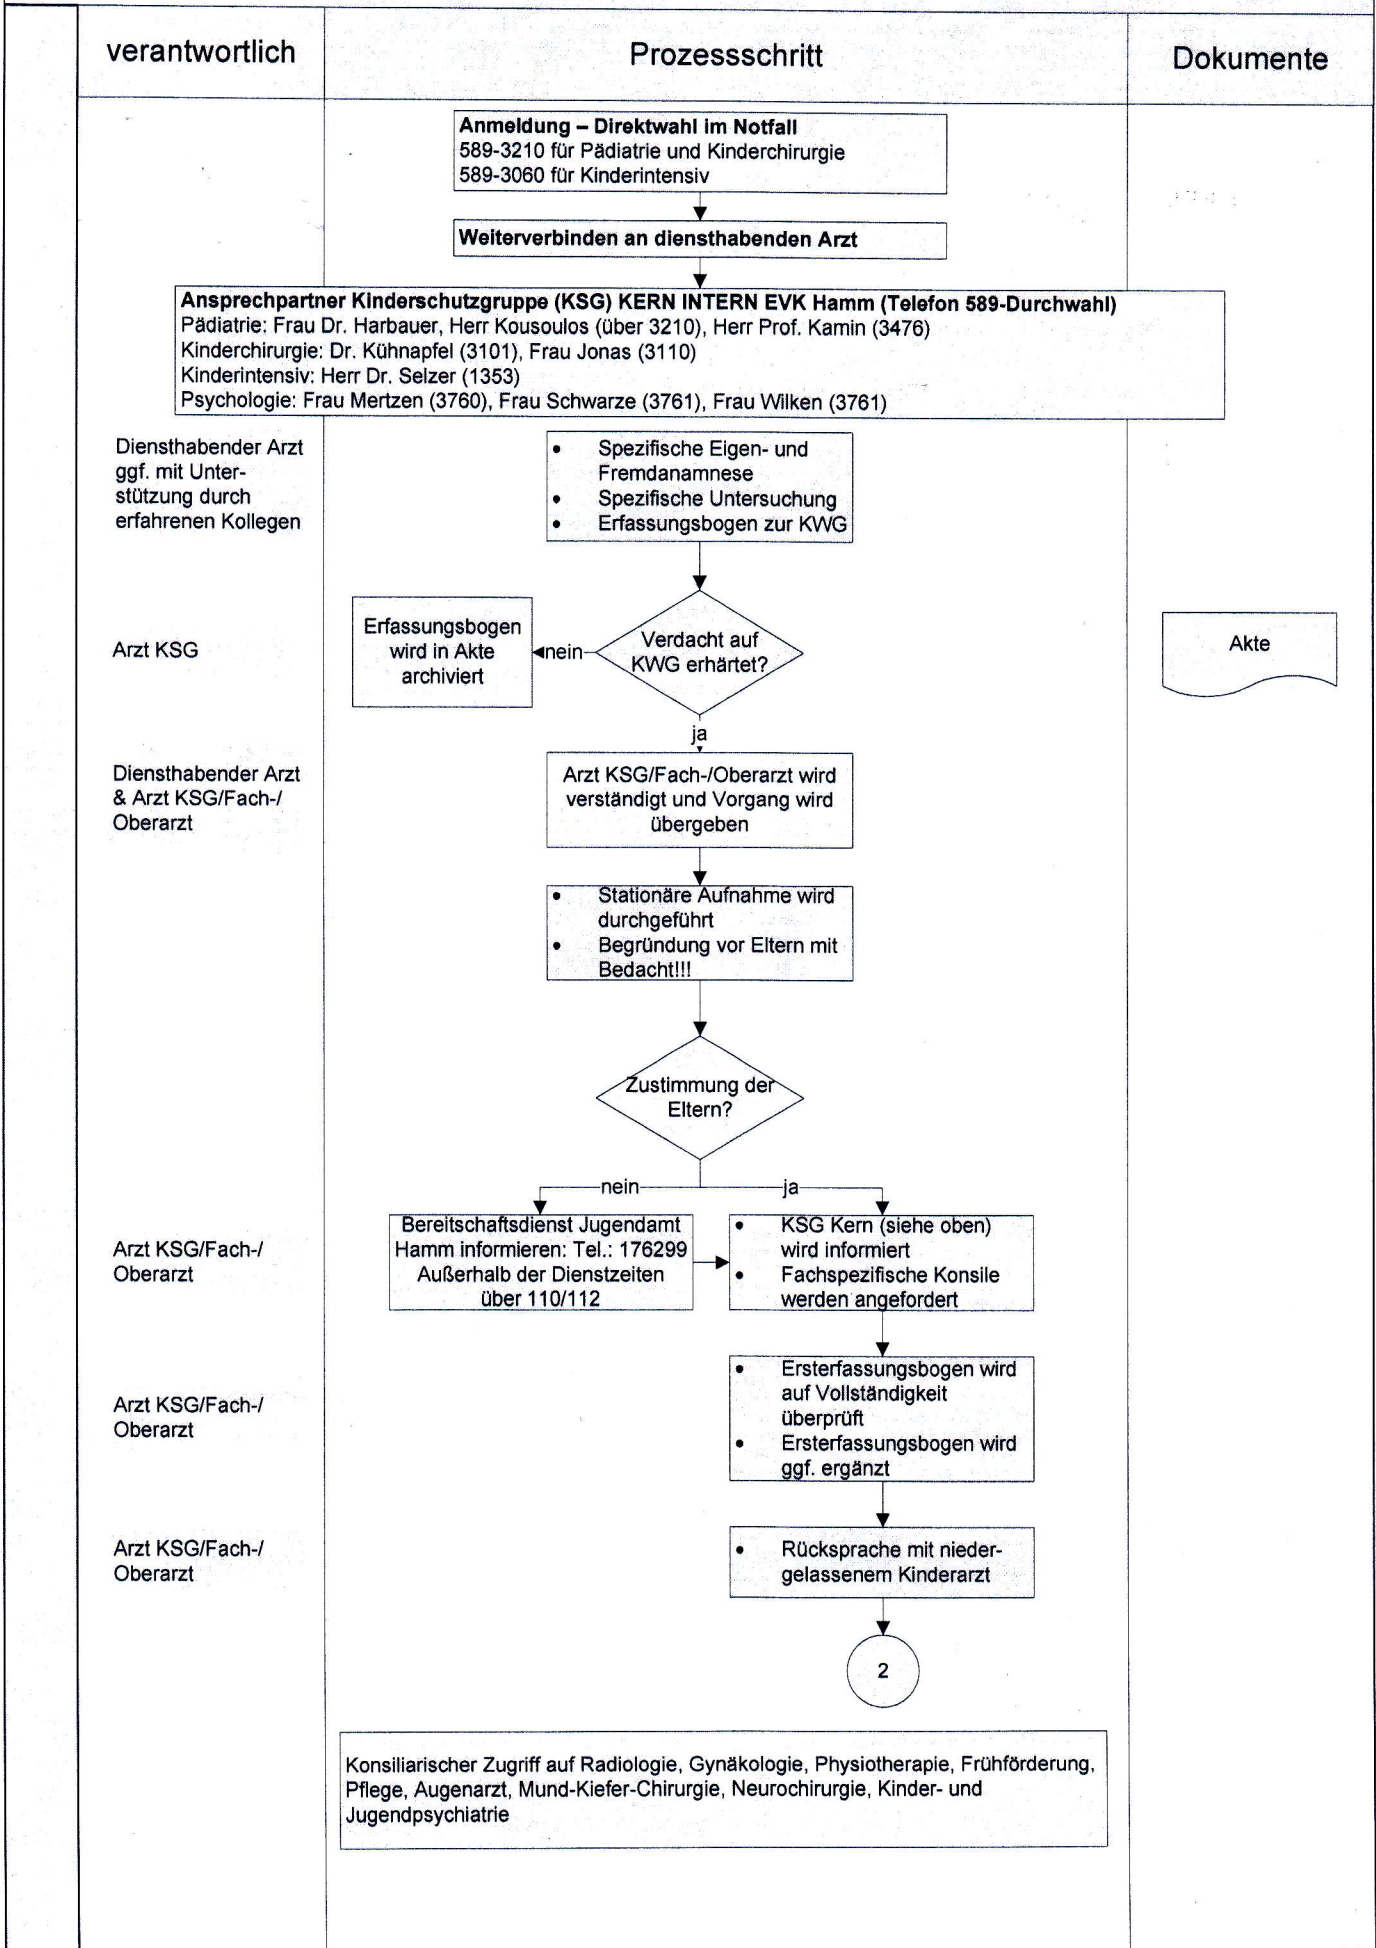 verantwortlich
Prozessschritt
Dokumente
Anmeldung – Direktwahl im Notfall
589-3210 für Pädiatrie und Kinderchirurgie
589-3060 für Kinderintensiv
Weiterverbinden an diensthabenden Arzt
Ansprechpartner Kinderschutzgruppe (KSG) KERN INTERN EVK Hamm (Telefon 589-Durchwahl)
Pädiatrie: Frau Dr. Harbauer, Herr Kousoulos (über 3210), Herr Prof. Kamin (3476)
Kinderchirurgie: Dr. Kühnapfel (3101), Frau Jonas (3110)
Kinderintensiv: Herr Dr. Selzer (1353)
Psychologie: Frau Mertzen (3760), Frau Schwarze (3761), Frau Wilken (3761)
Diensthabender Arzt
ggf. mit Unter-
stützung durch
erfahrenen Kollegen
• Spezifische Eigen- und
Fremdanamnese
• Spezifische Untersuchung
• Erfassungsbogen zur KWG
Arzt KSG
Erfassungsbogen
wird in Akte
archiviert
nein
Verdacht auf
KWG erhärtet?
Akte
ja
Diensthabender Arzt
& Arzt KSG/Fach-/
Oberarzt
Arzt KSG/Fach-/Oberarzt wird
verständigt und Vorgang wird
übergeben
• Stationäre Aufnahme wird
durchgeführt
• Begründung vor Eltern mit
Bedacht!!!
Zustimmung der
Eltern?
nein
ja
Arzt KSG/Fach-/
Oberarzt
Bereitschaftsdienst Jugendamt
Hamm informieren: Tel.: 176299
Außerhalb der Dienstzeiten
über 110/112
• KSG Kern (siehe oben)
wird informiert
• Fachspezifische Konsile
werden angefordert
Arzt KSG/Fach-/
Oberarzt
• Ersterfassungsbogen wird
auf Vollständigkeit
überprüft
• Ersterfassungsbogen wird
ggf. ergänzt
Arzt KSG/Fach-/
Oberarzt
• Rücksprache mit nieder-
gelassenem Kinderarzt
2
Konsiliarischer Zugriff auf Radiologie, Gynäkologie, Physiotherapie, Frühförderung,
Pflege, Augenarzt, Mund-Kiefer-Chirurgie, Neurochirurgie, Kinder- und
Jugendpsychiatrie